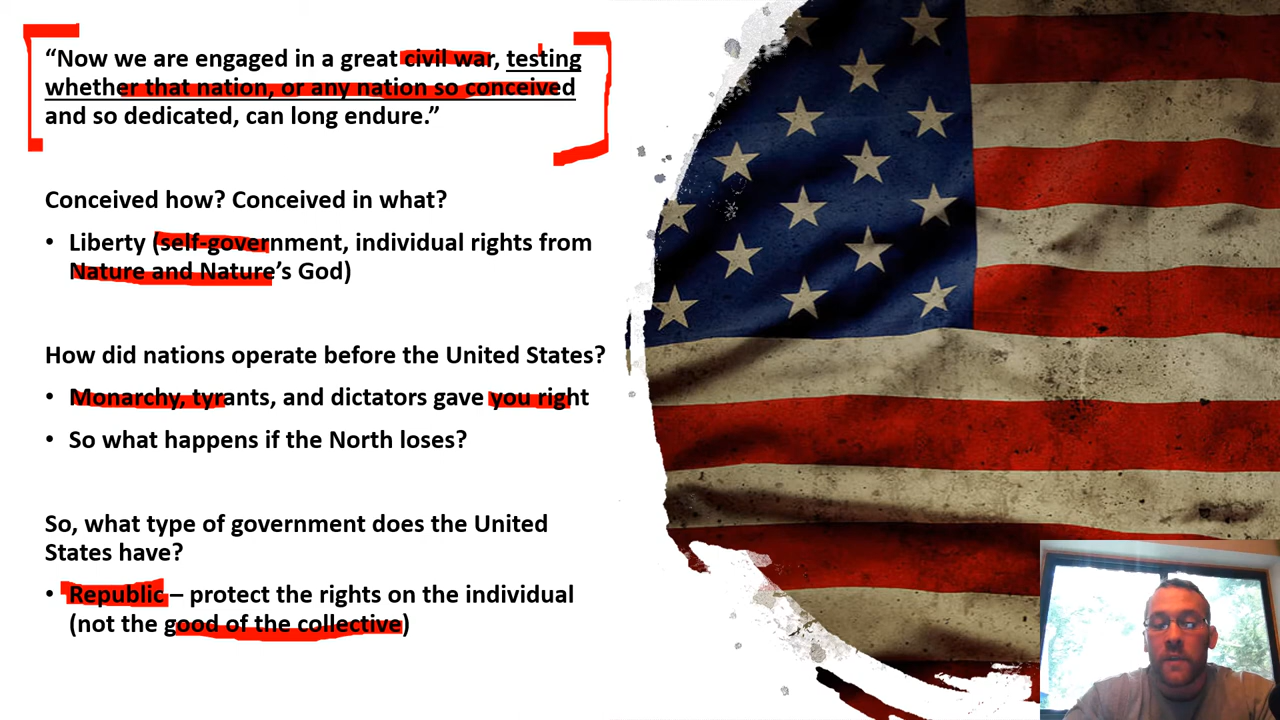 “Now we are engaged in a great civil war, testing
whether that nation, or any nation so conceived
and so dedicated, can long endure.”
Conceived how? Conceived in what?
• Liberty (self-government, individual rights from
Nature and Nature’s God)
How did nations operate before the United States?
• Monarchy, tyrants, and dictators gave you right
• So what happens if the North loses?
So, what type of government does the United
States have?
• Republic – protect the rights on the individual
(not the good of the collective)